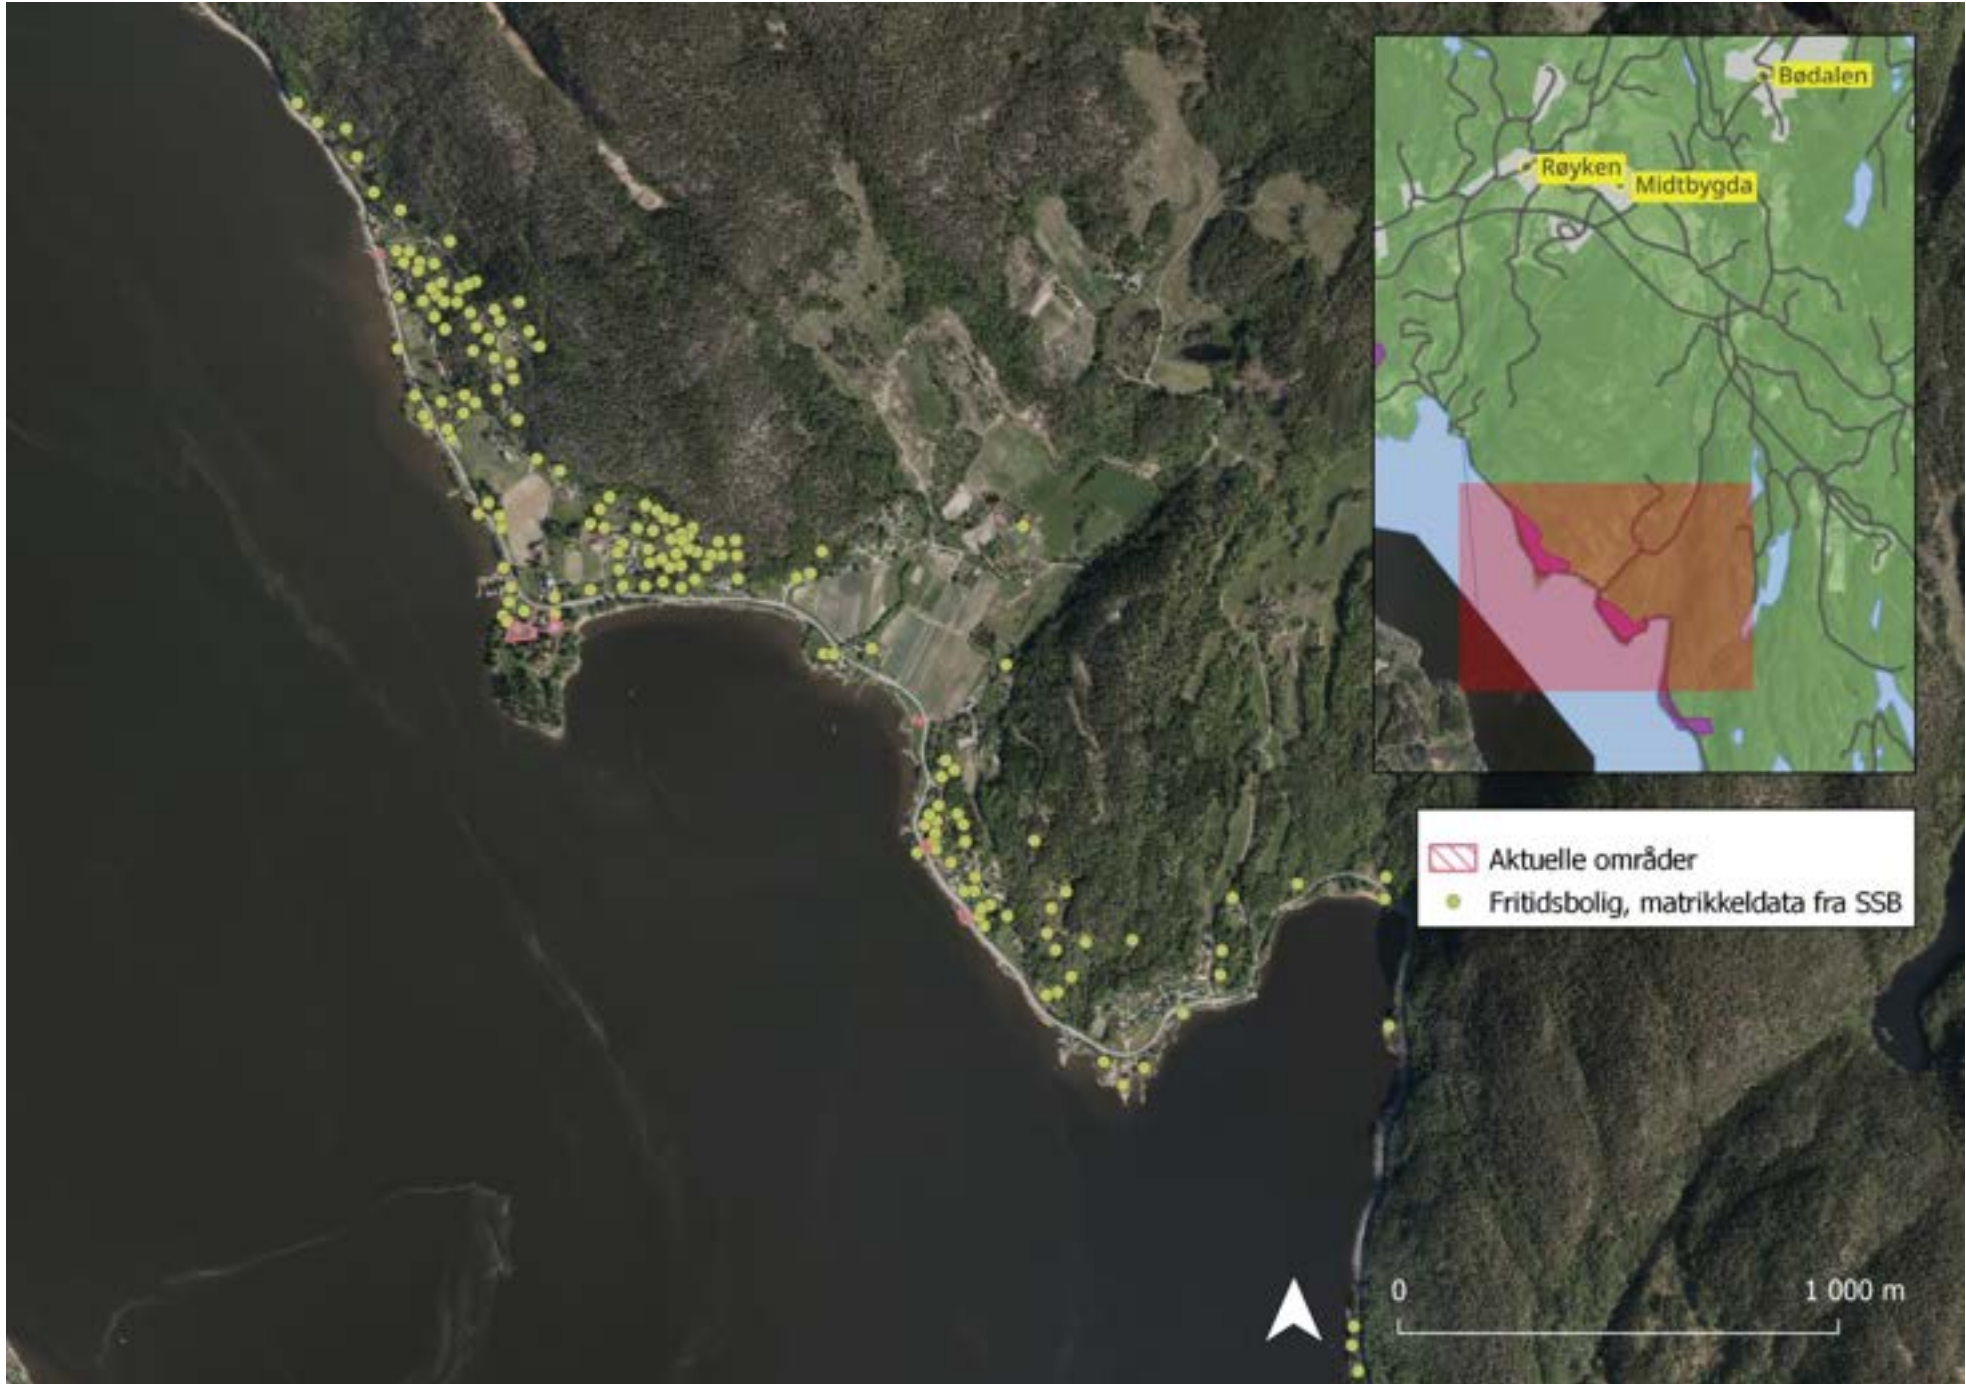 Bødalen
Røyken
Midtbygda
Aktuelle områder
Fritidsbolig, matrikkeldata fra SSB
0
1 000 m